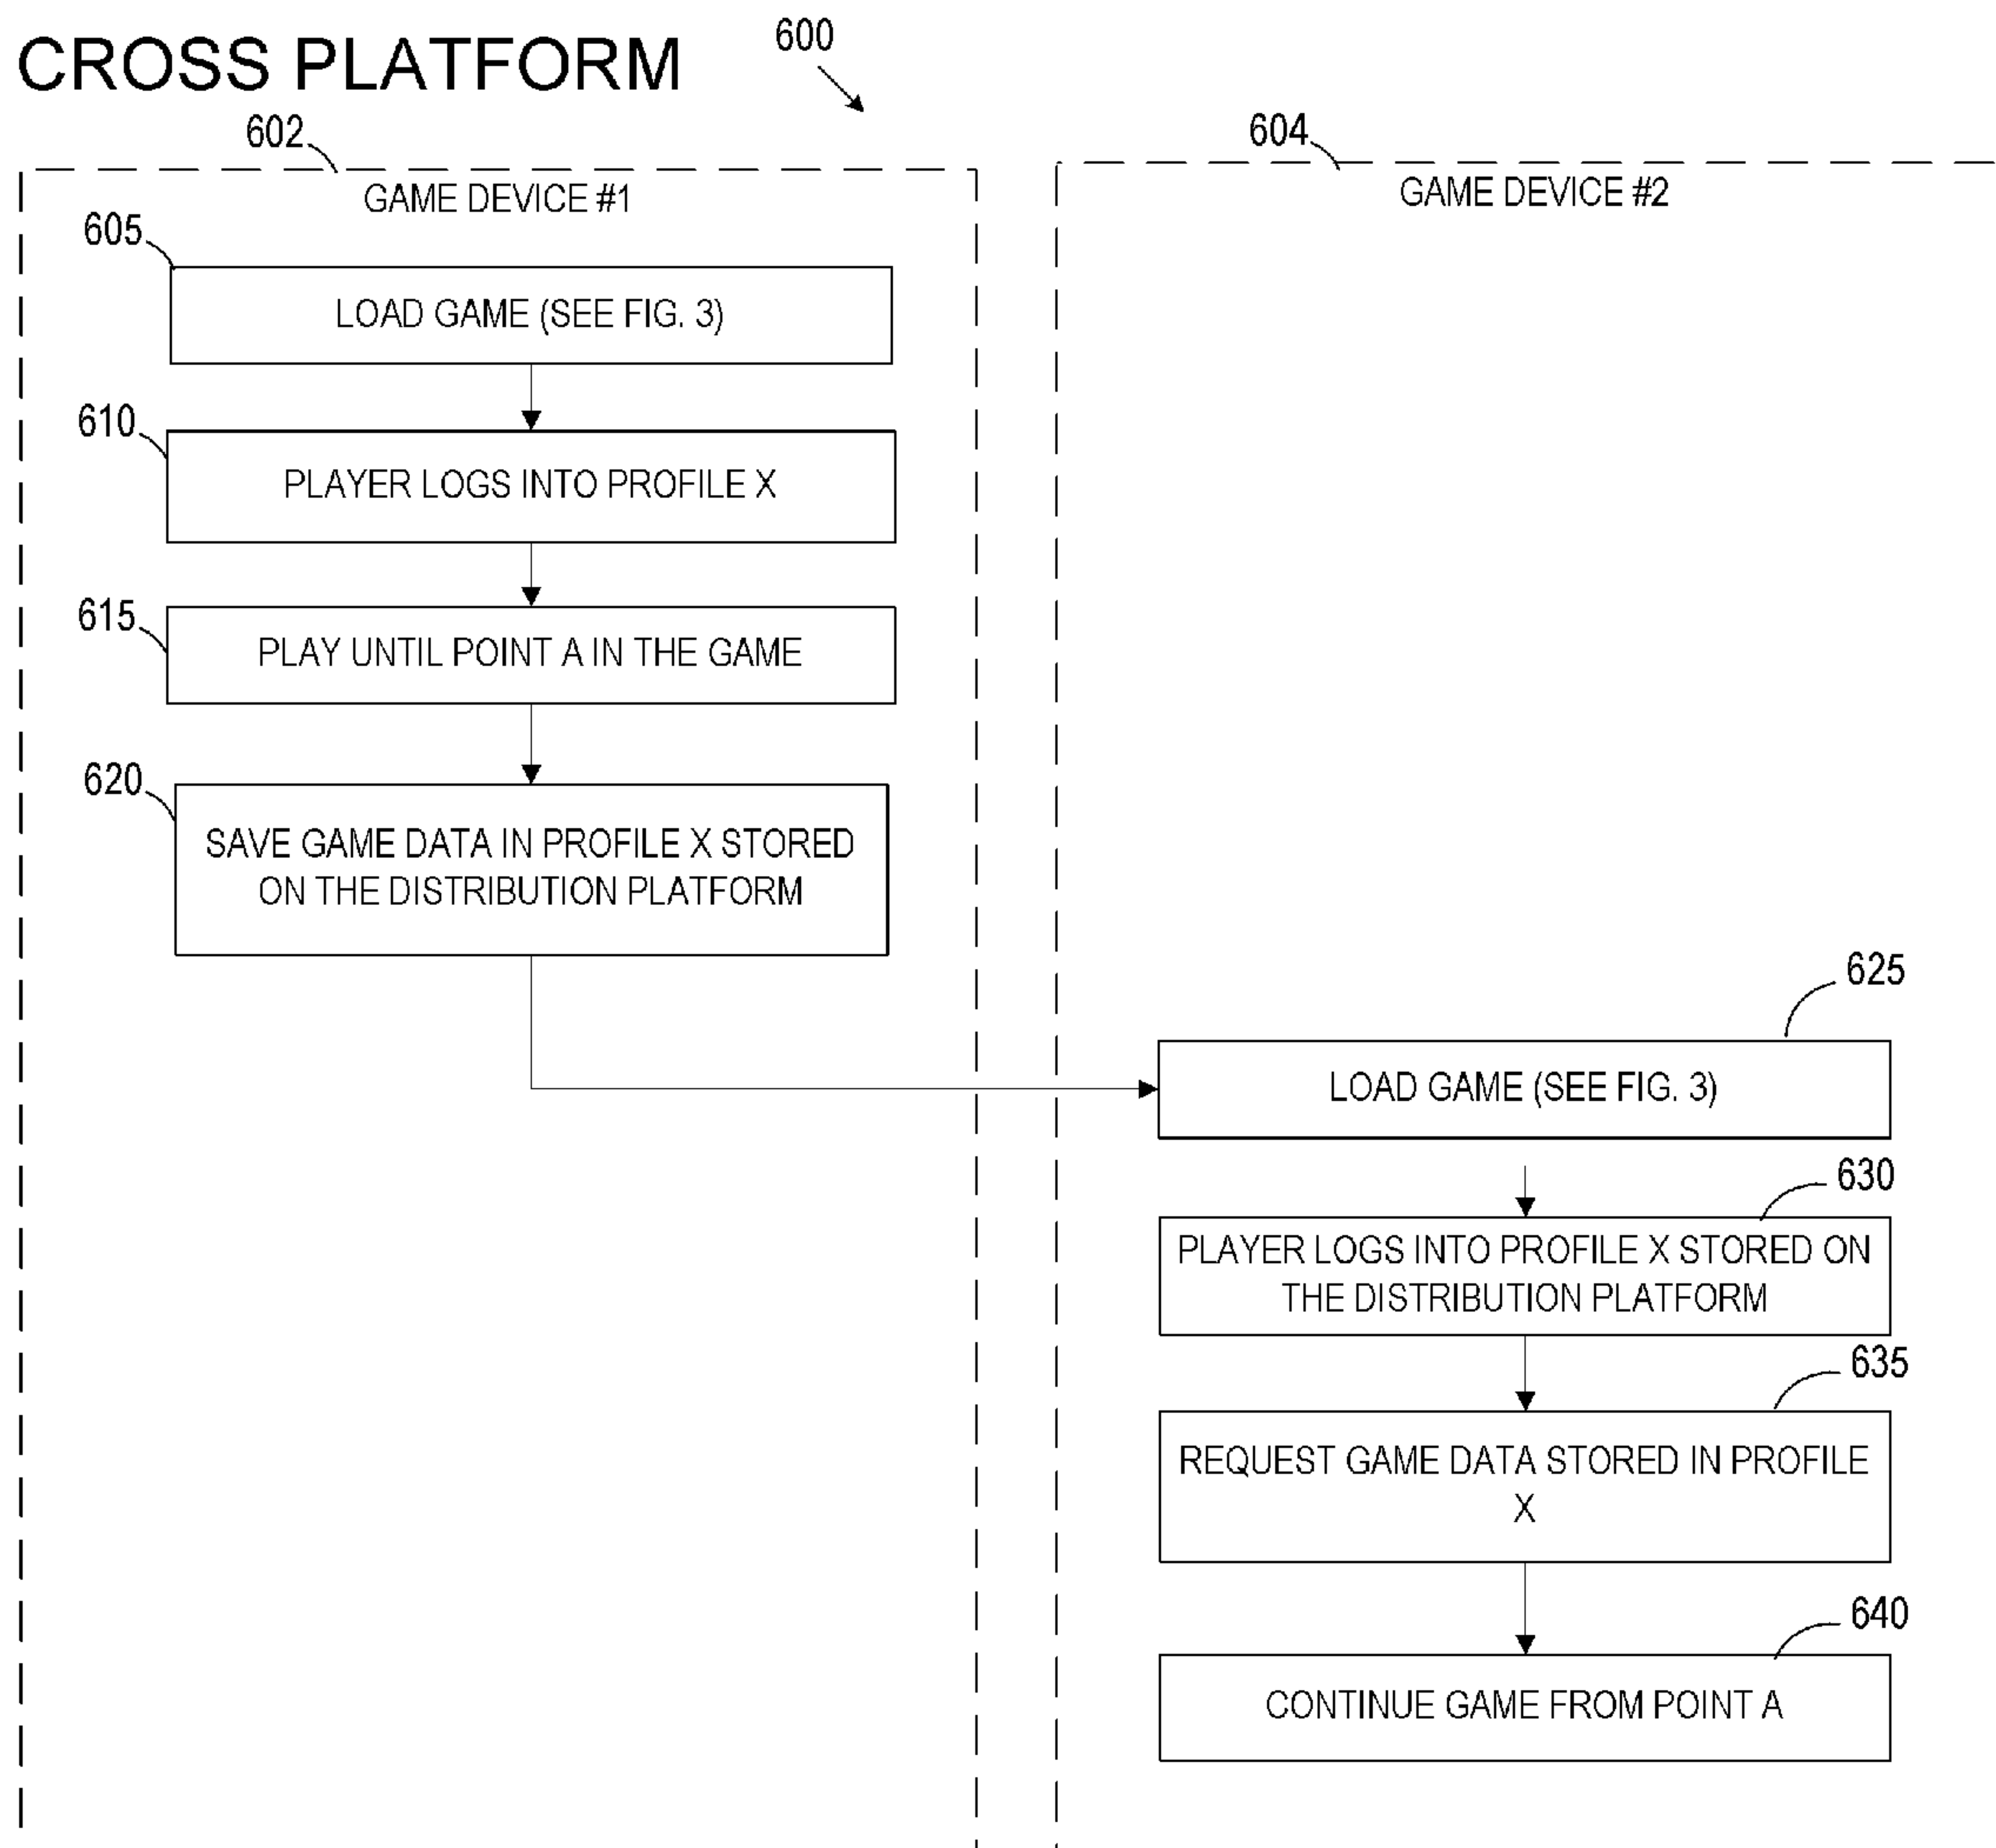 CROSS PLATFORM
600
602
GAME DEVICE #1
605
LOAD GAME (SEE FIG. 3)
610
PLAYER LOGS INTO PROFILE X
615
PLAY UNTIL POINT A IN THE GAME
620
SAVE GAME DATA IN PROFILE X STORED
ON THE DISTRIBUTION PLATFORM
604
GAME DEVICE #2
625
LOAD GAME (SEE FIG. 3)
630
PLAYER LOGS INTO PROFILE X STORED ON
THE DISTRIBUTION PLATFORM
635
REQUEST GAME DATA STORED IN PROFILE
X
640
CONTINUE GAME FROM POINT A